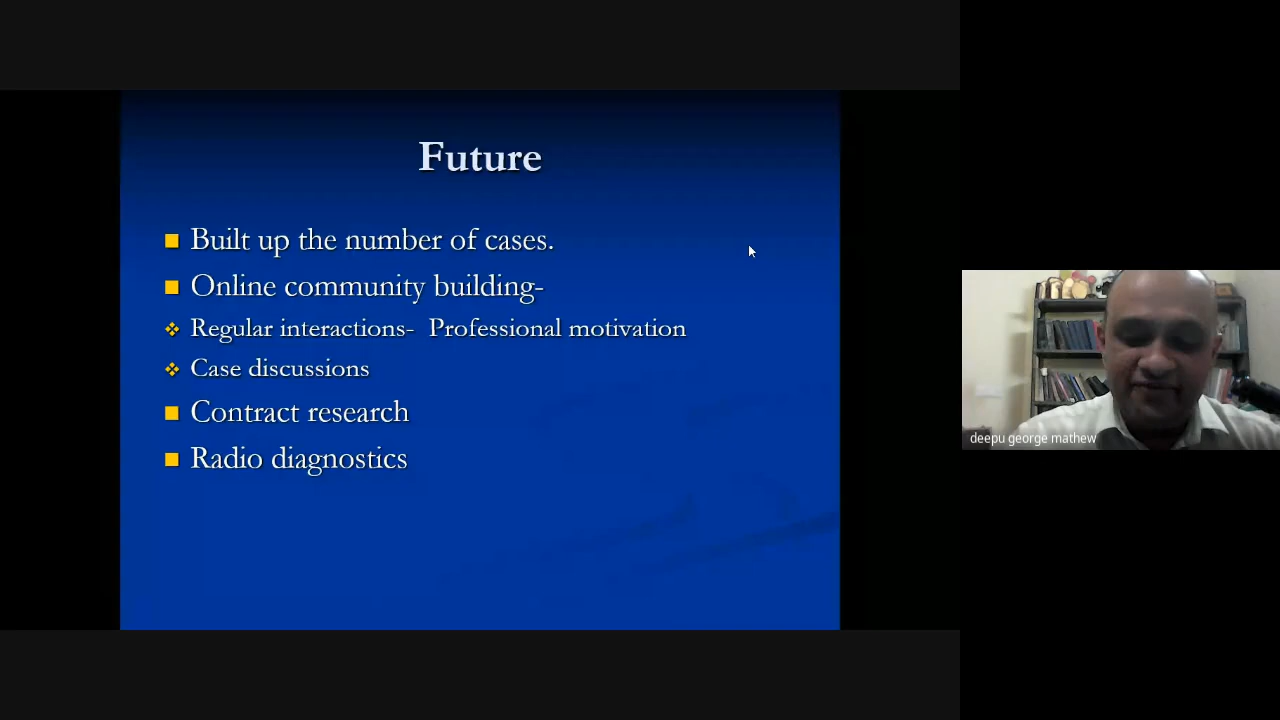 Future
Built up the number of cases.
Online community building-
Regular interactions- Professional motivation
Case discussions
Contract research
Radio diagnostics
deepu george mathew